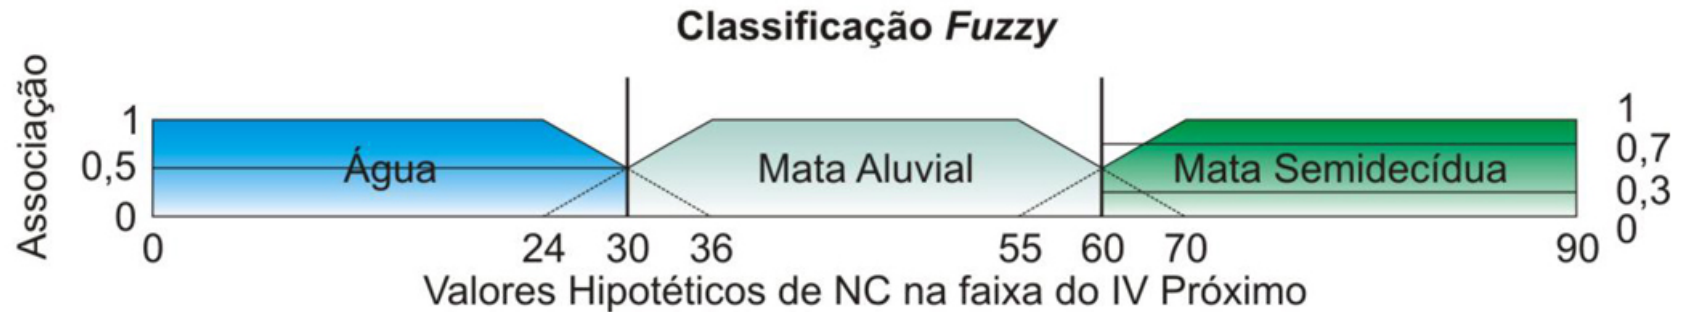 Classificação Fuzzy
Associação
1
0,5
0
Água
Mata Aluvial
Mata Semidecídua
1
0,7
0,3
0
0 24 30 36 55 60 70 90
Valores Hipotéticos de NC na faixa do IV Próximo